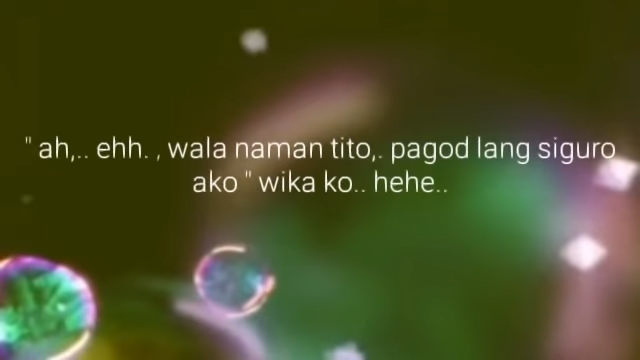 " ah,.. ehh. , wala naman tito,. pagod lang siguro
ako " wika ko.. hehe..